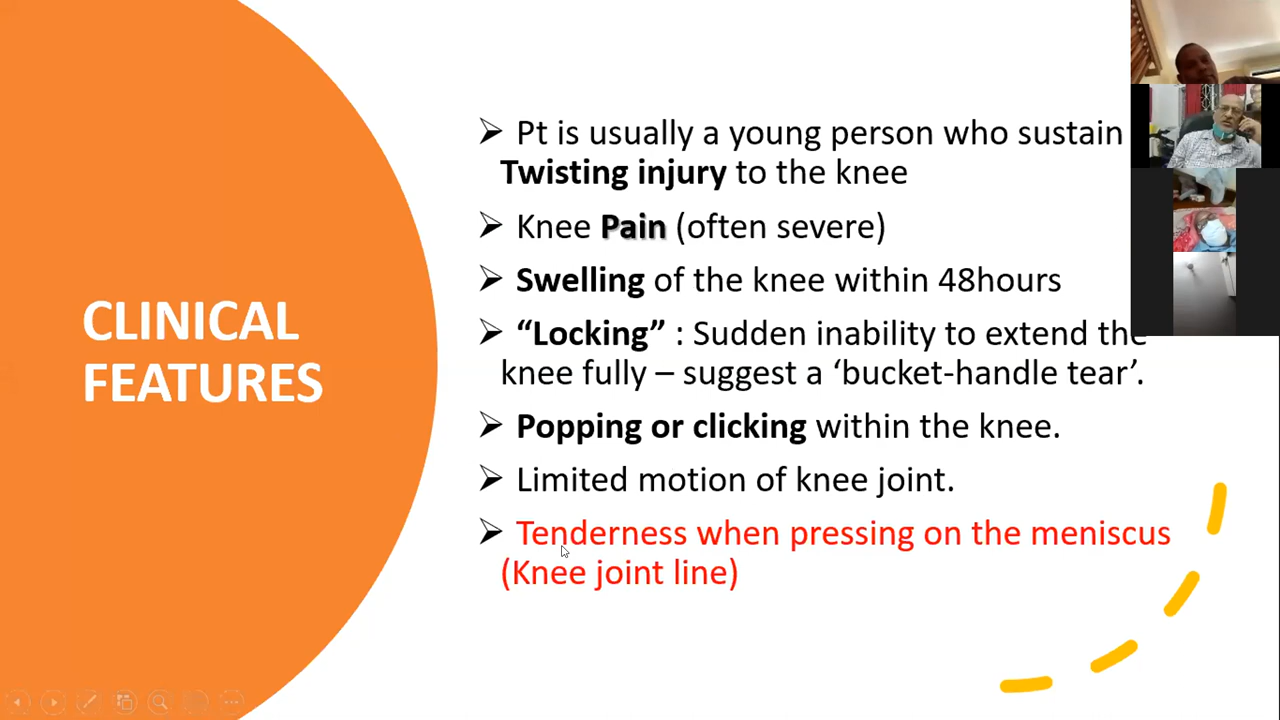 CLINICAL
FEATURES
➢ Pt is usually a young person who sustain
Twisting injury to the knee
➢ Knee Pain (often severe)
➢ Swelling of the knee within 48hours
➢ “Locking” : Sudden inability to extend the
knee fully – suggest a ‘bucket-handle tear’.
➢ Popping or clicking within the knee.
➢ Limited motion of knee joint.
➢ Tenderness when pressing on the meniscus
(Knee joint line)